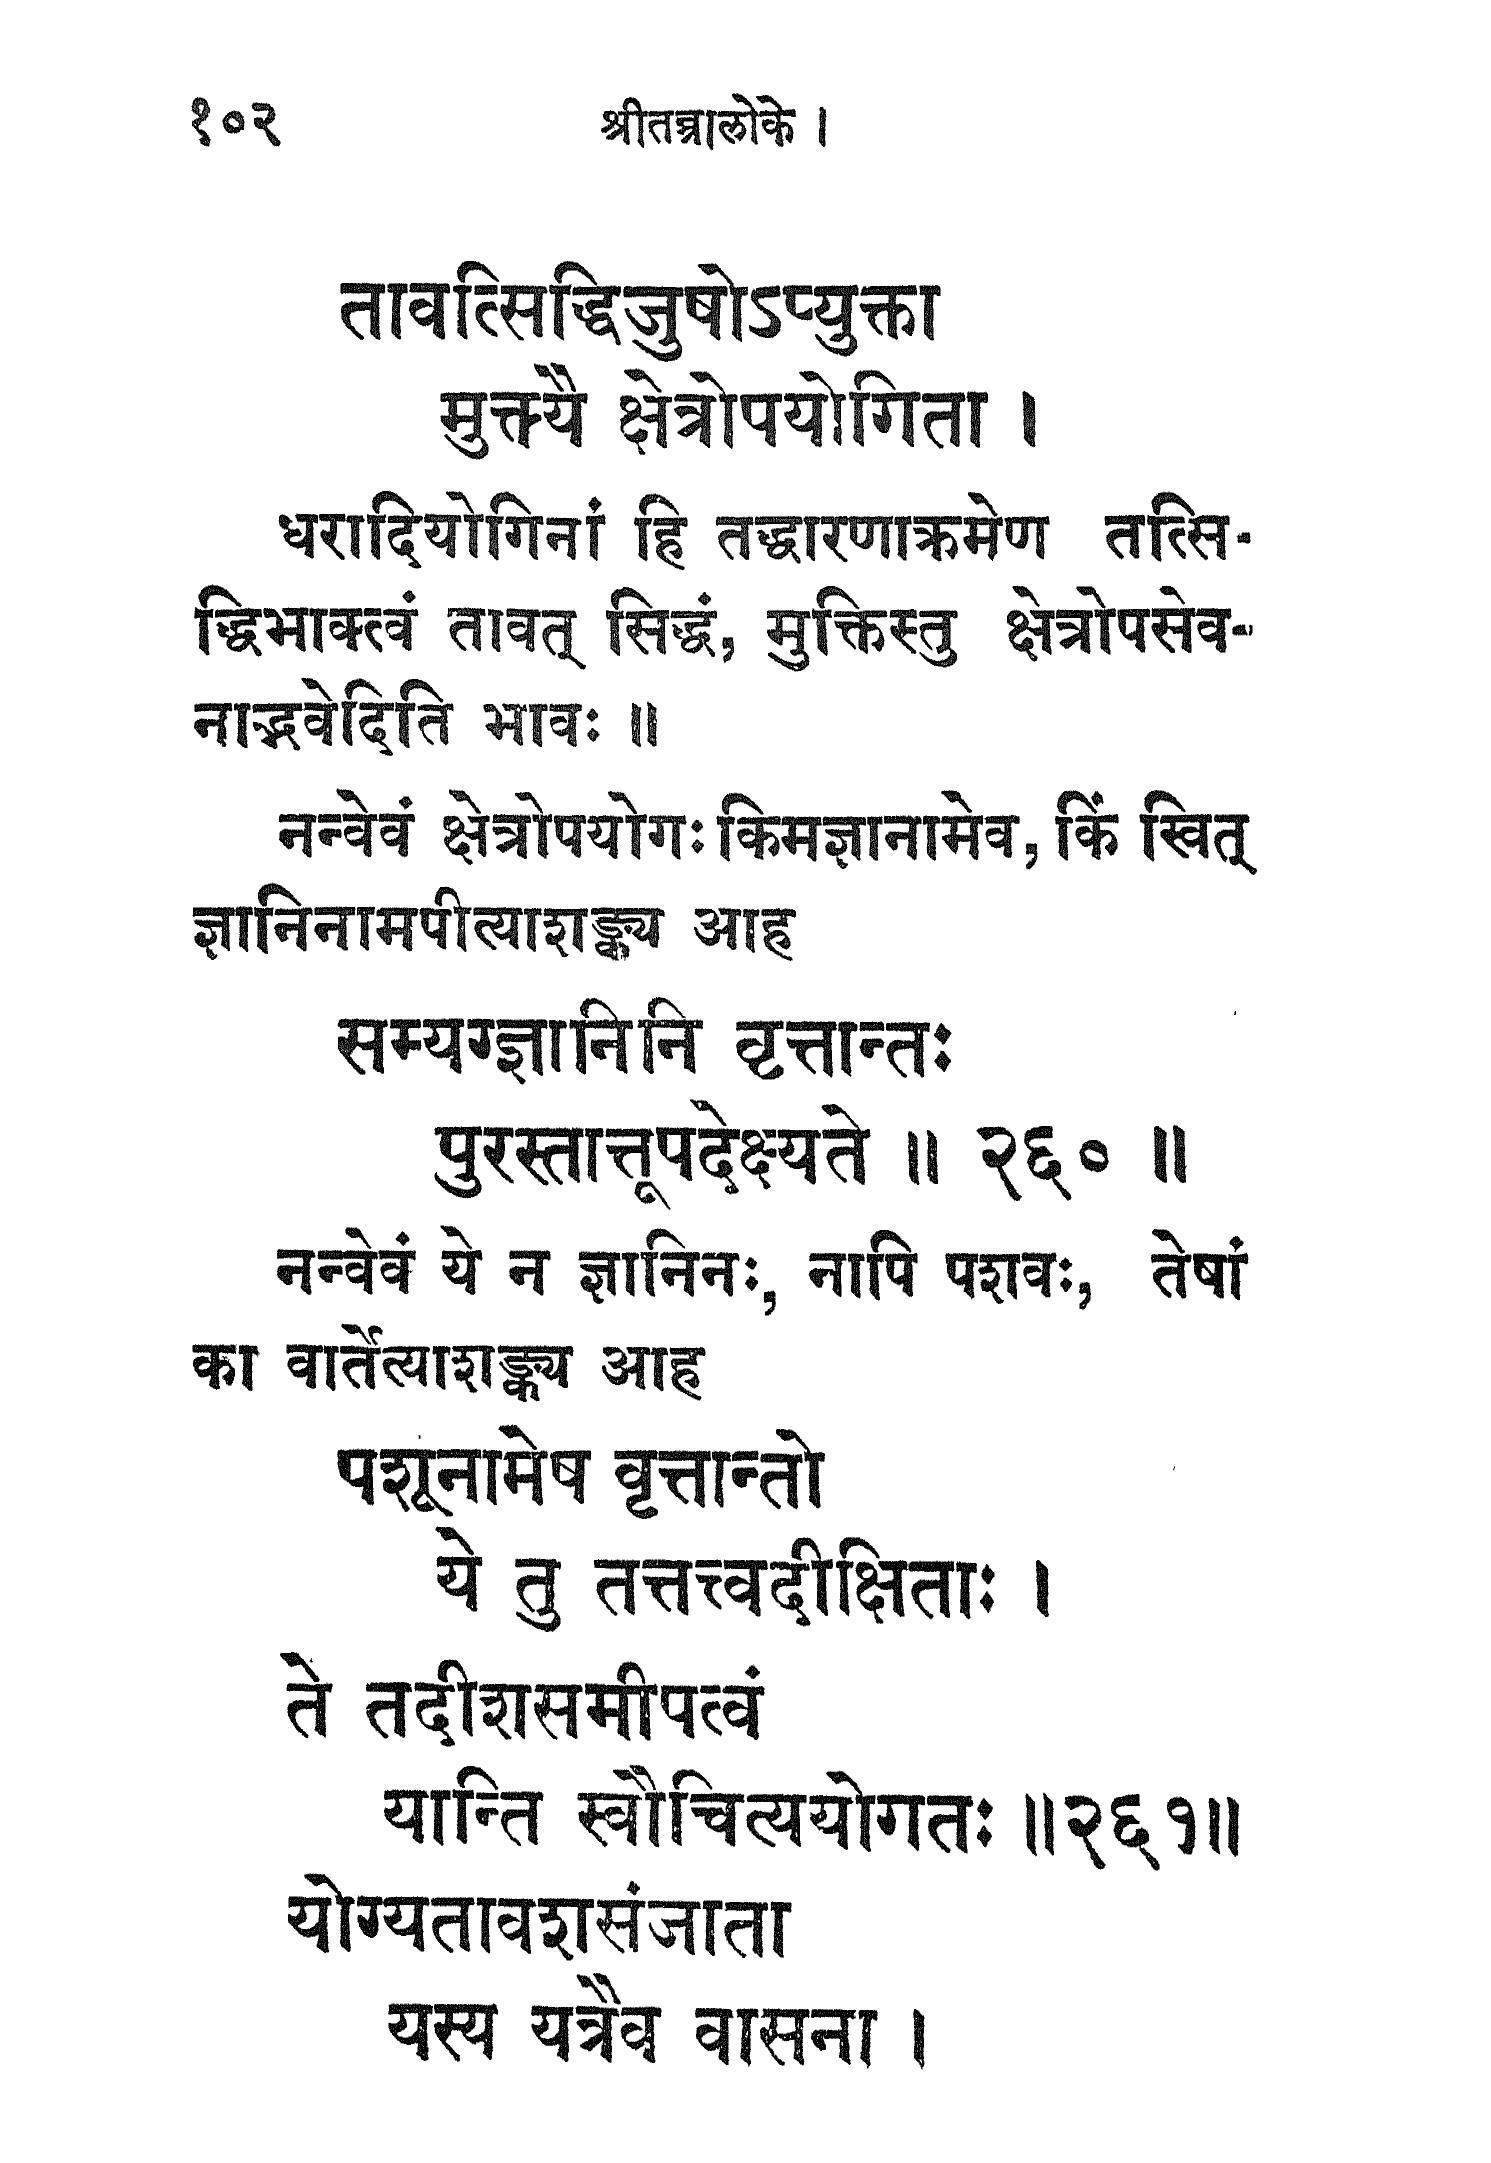 १०२ श्रीतन्त्रालोके ।
तावत्सिद्धिजुषोऽप्युक्ता
मुक्त्यै क्षेत्रोपयोगिता ।
धरादियोगिनां हि तद्धारणाक्रमेण तत्सि-
द्धिभाक्त्वं तावत् सिद्धं, मुक्तिस्तु क्षेत्रोपसेव-
नाद्भवेदिति भावः ॥
नन्वेवं क्षेत्रोपयोगः किमज्ञानामेव, किं स्वित्
ज्ञानिनामपीत्याशङ्क्य आह
सम्यग्ज्ञानिनि वृत्तान्तः
पुरस्तात्तूपदेक्ष्यते ॥ २६० ॥
नन्वेवं ये न ज्ञानिनः, नापि पशवः, तेषां
का वार्तेत्याशङ्क्य आह
पशूनामेष वृत्तान्तो
ये तु तत्तत्त्वदीक्षिताः ।
ते तदीशसमीपत्वं
यान्ति स्वौचित्ययोगतः ॥२६१॥
योग्यतावशसंजाता
यस्य यत्रैव वासना ।